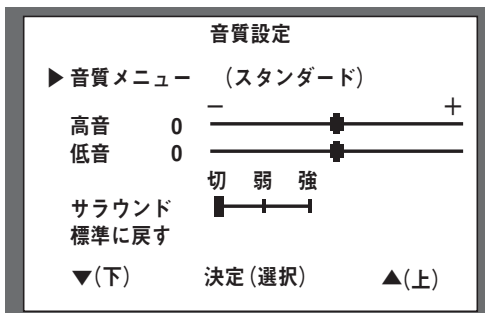 音質設定
▶音質メニュー （スタンダード）
− +
高音 0
低音 0
切 弱 強
サラウンド
標準に戻す
▼(下) 決定(選択) ▲(上)